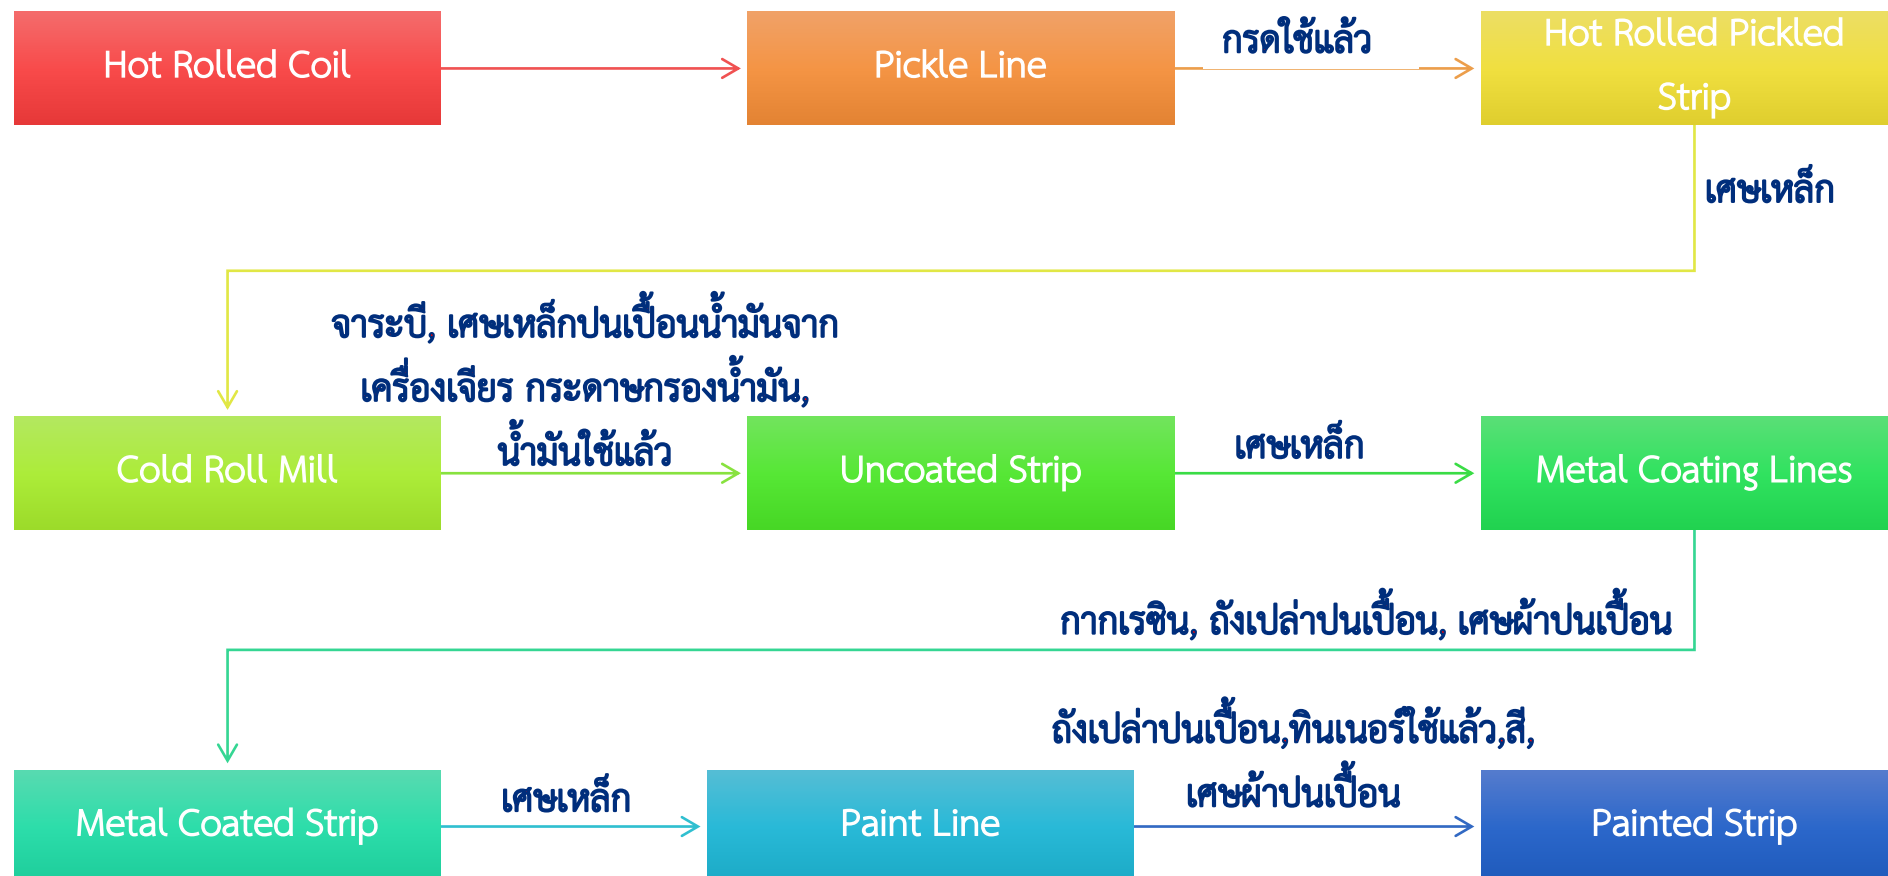 Hot Rolled Coil
Pickle Line
กรดใช้แล้ว
Hot Rolled Pickled
Strip
เศษเหล็ก
จาระบี, เศษเหล็กปนเปื้อนน้ำมันจาก
เครื่องเจียร กระดาษกรองน้ำมัน,
น้ำมันใช้แล้ว
Cold Roll Mill
Uncoated Strip
เศษเหล็ก
Metal Coating Lines
กากเรซิน, ถังเปล่าปนเปื้อน, เศษผ้าปนเปื้อน
ถังเปล่าปนเปื้อน,ทินเนอร์ใช้แล้ว,สี,
เศษผ้าปนเปื้อน
Metal Coated Strip
เศษเหล็ก
Paint Line
Painted Strip